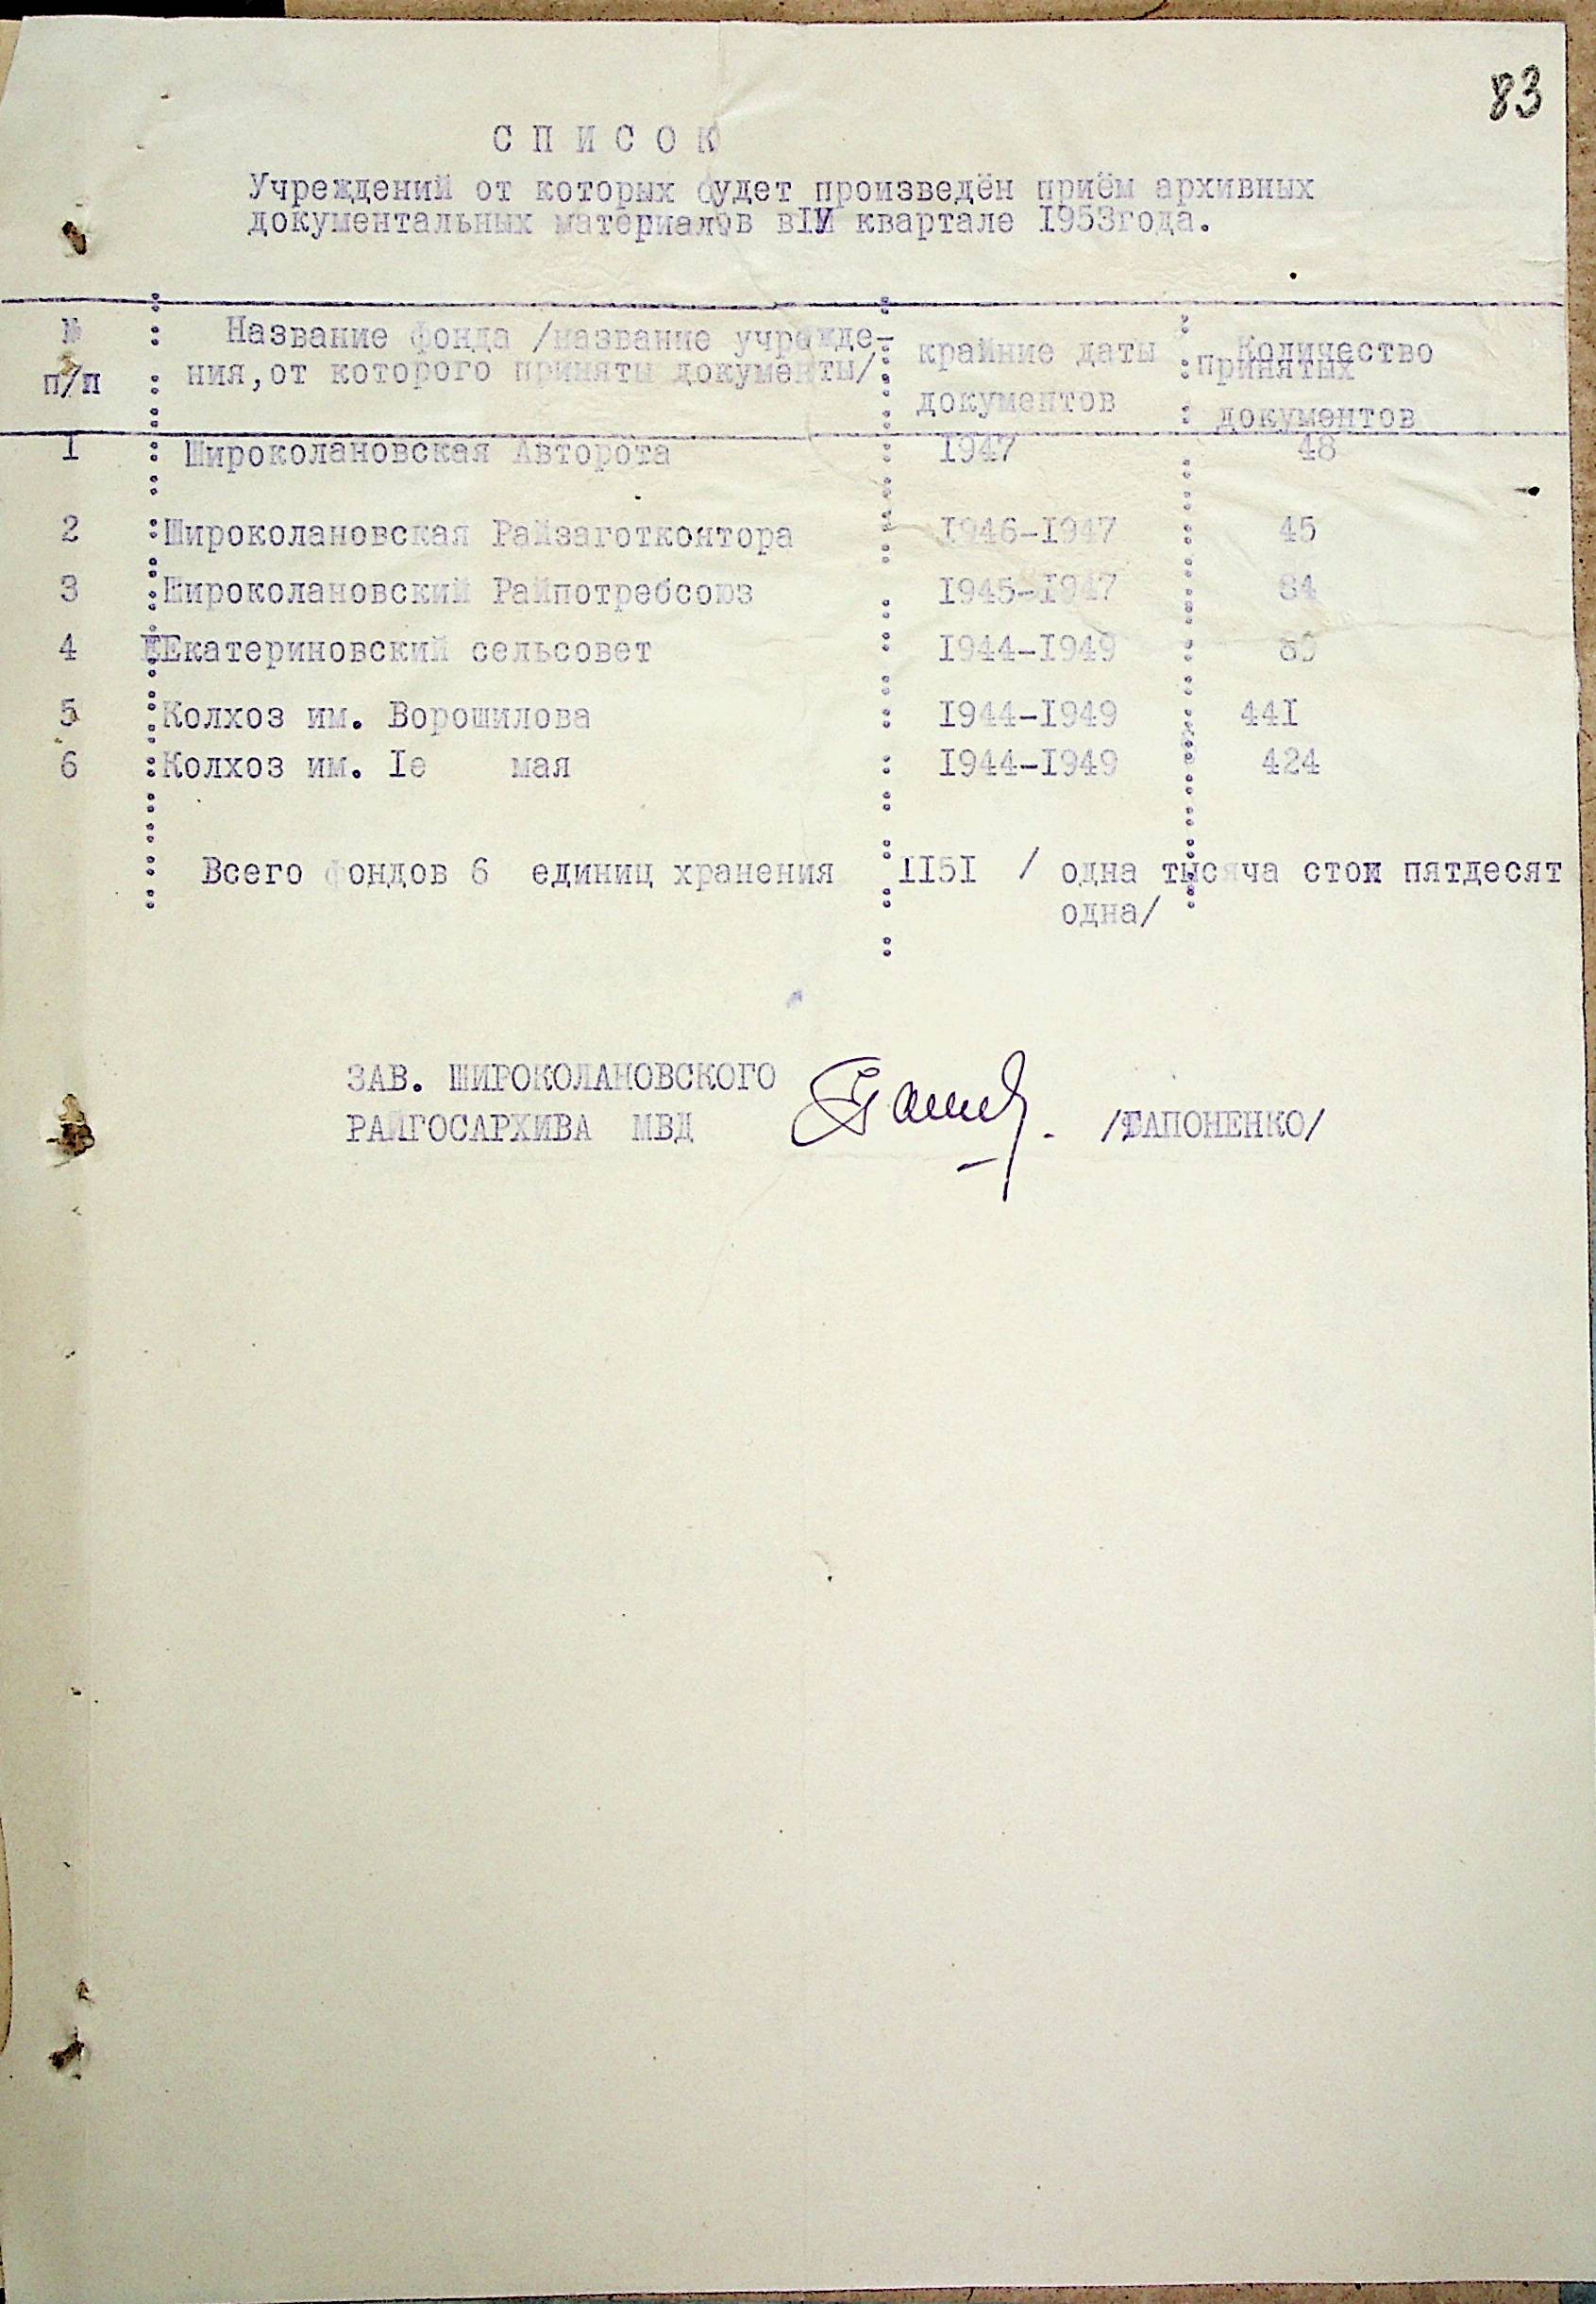 83
С П И С О К
Учреждений от которых будет произведён приём архивных
документальных материалов вIV квартале I953года.
№ п/п : Название фонда /название учрежде-ния,от которого приняты документы/ : крайние даты документов : Количество принятых документов
I : Широколановская Авторота : I947 48
2 :Широколановская Райзаготконтора : I946-I947 : 45
3 :Широколановский Райпотребсоюз : I945-I947 : 84
4 Екатериновский сельсовет : I944-I949 :
5 :Колхоз им. Ворошилова : I944-I949 : 44I
6 :Колхоз им. Iе мая : I944-I949 : 424
Всего фондов 6 единиц хранения II5I / одна тысяча сто пятдесят
одна/
ЗАВ. ШИРОКОЛАНОВСКОГО
РАЙГОСАРХИВА МВД /ГАПОНЕНКО/